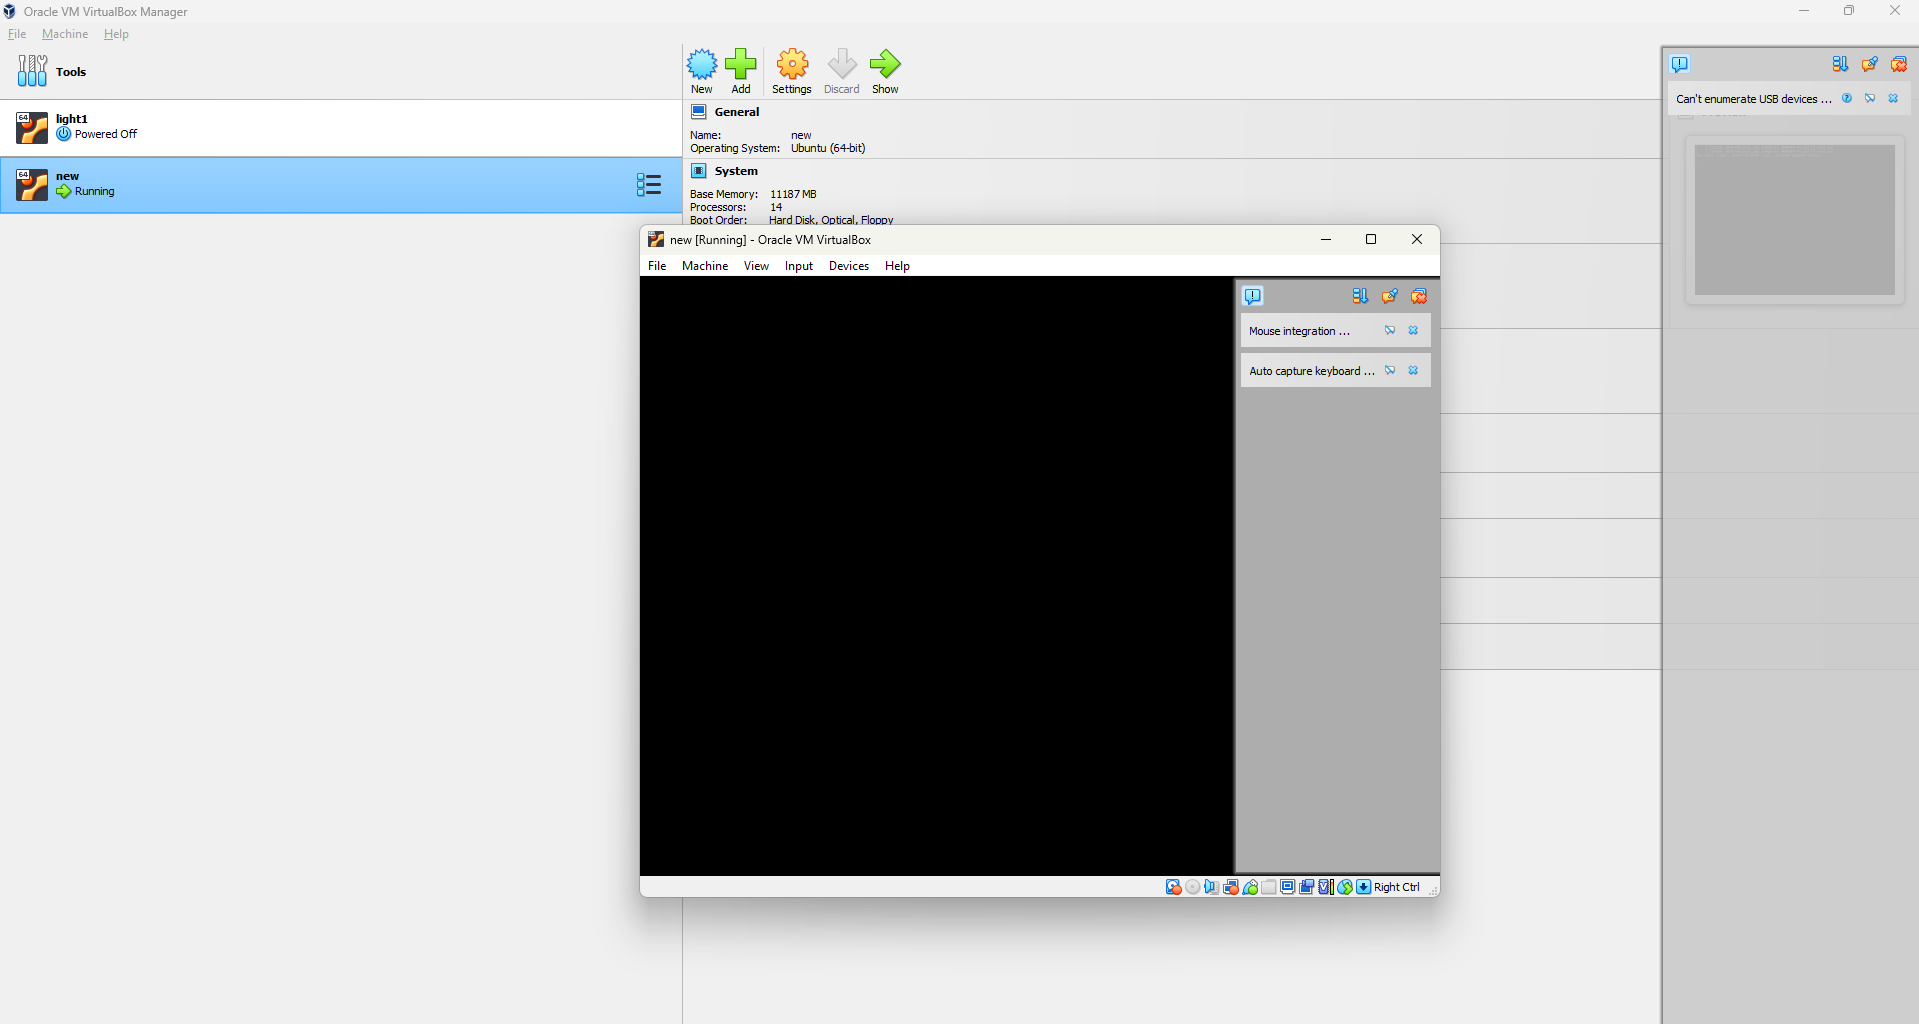 Oracle VM VirtualBox Manager
File Machine Help
Tools
New Add Settings Discard Show
64
light1
Powered Off
64
new
Running
General
Name: new
Operating System: Ubuntu (64-bit)
System
Base Memory: 11187 MB
Processors: 14
Boot Order: Hard Disk, Optical, Floppy
Can't enumerate USB devices ...
new [Running] - Oracle VM VirtualBox
File Machine View Input Devices Help
Mouse integration ...
Auto capture keyboard ...
Right Ctrl